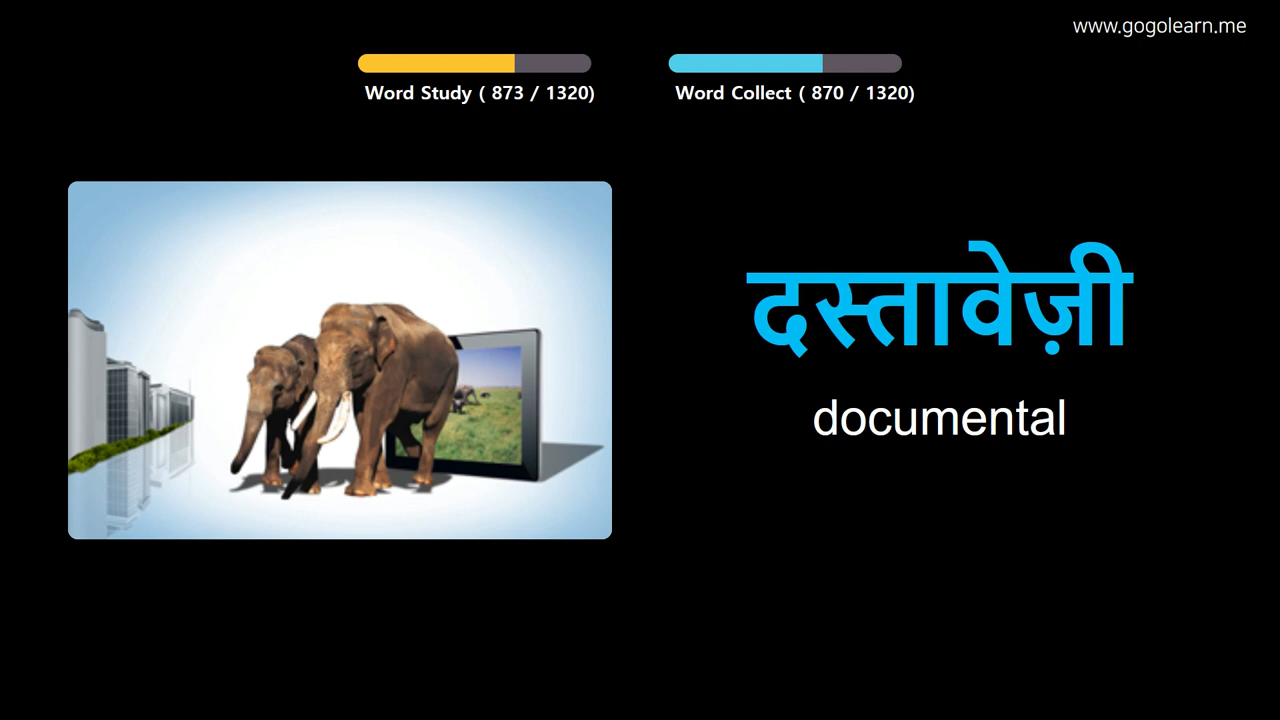 www.gogolearn.me
Word Study ( 873 / 1320)
Word Collect ( 870 / 1320)
दस्तावेज़ी
documental